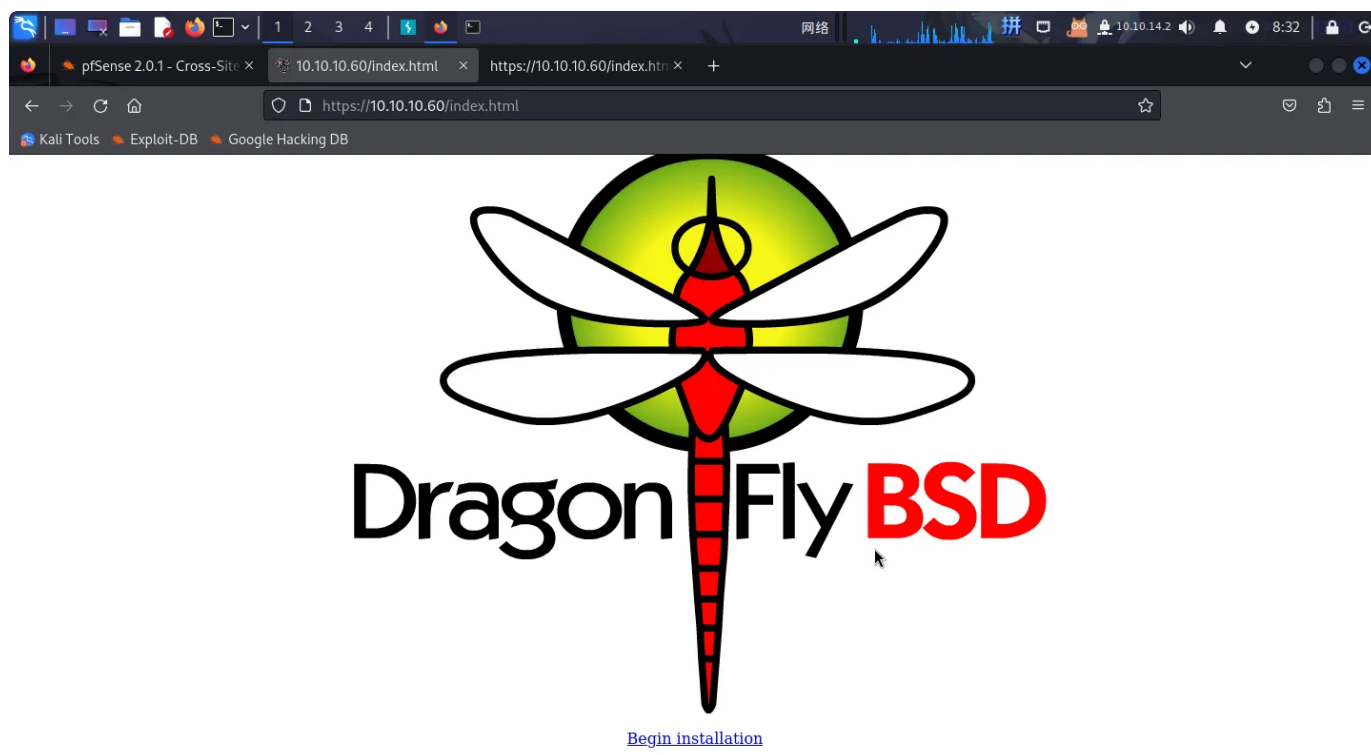 1 2 3 4 网络 拼 10.10.14.2 8:32
pfSense 2.0.1 - Cross-Site 10.10.10.60/index.html https://10.10.10.60/index.htm
https://10.10.10.60/index.html
Kali Tools Exploit-DB Google Hacking DB
Dragon Fly BSD
Begin installation